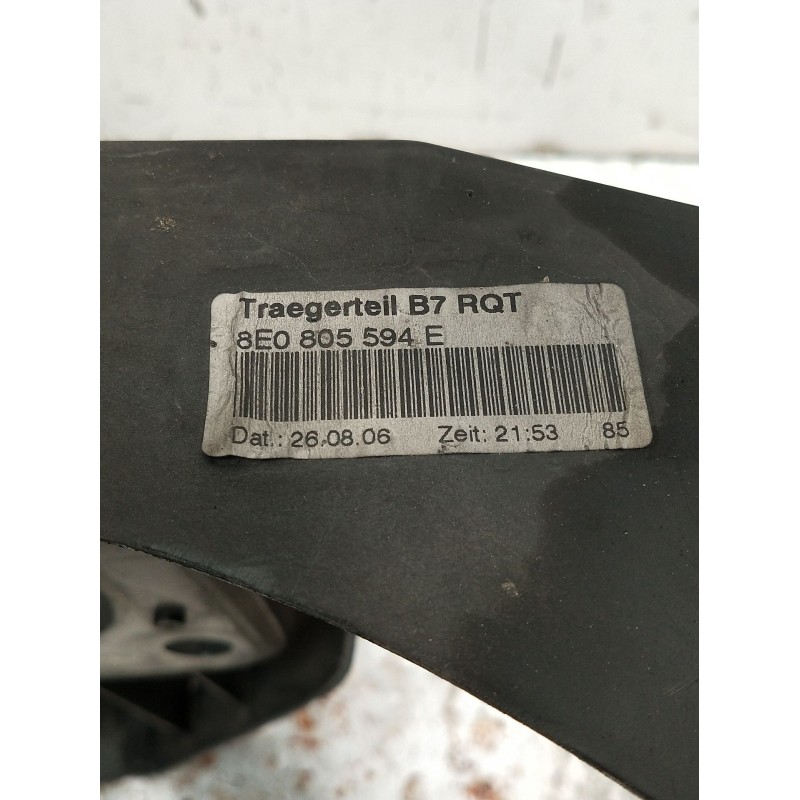 Traegerteil B7 RQT
8E0 805 594 E
Dat.: 26.08.06 Zeit: 21:53 85